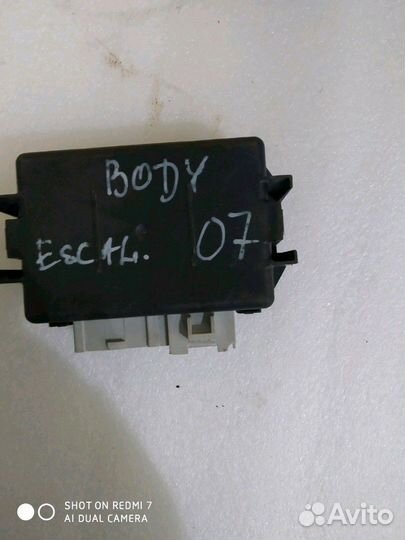 BODY
ESCAL. 07
SHOT ON REDMI 7
AI DUAL CAMERA
Avito